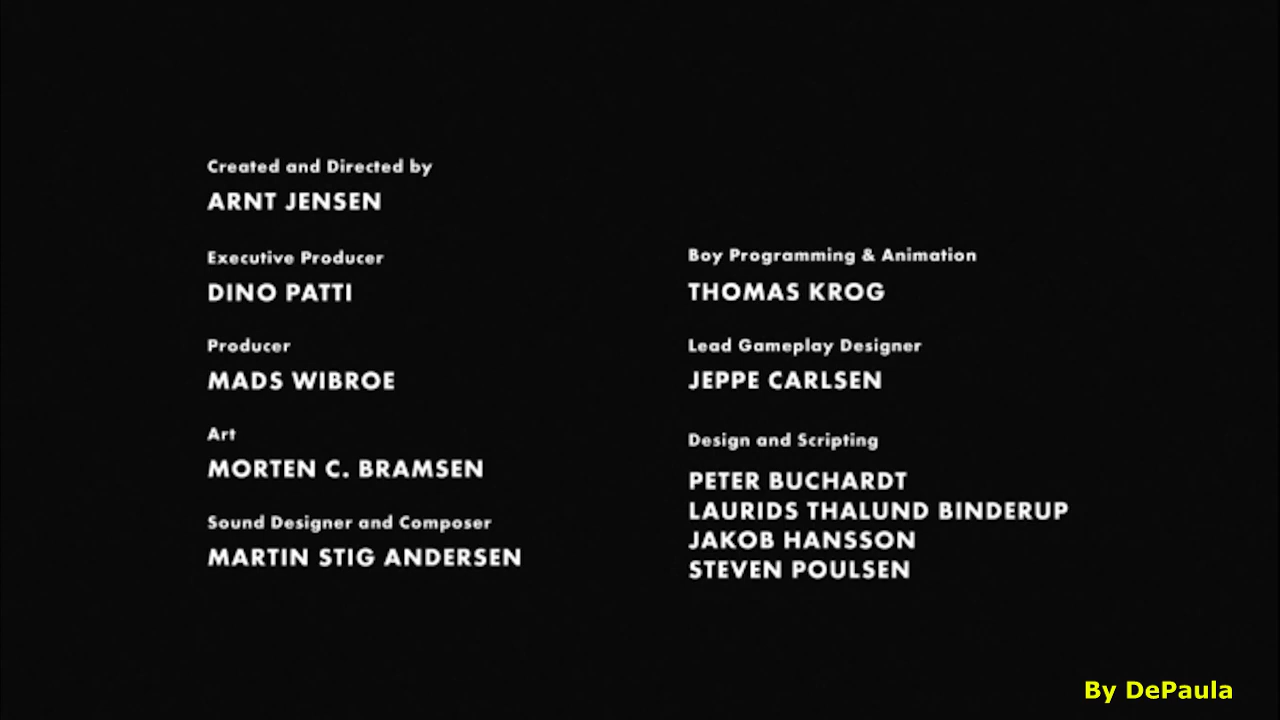 Created and Directed by
ARNT JENSEN
Executive Producer
DINO PATTI
Producer
MADS WIBROE
Art
MORTEN C. BRAMSEN
Sound Designer and Composer
MARTIN STIG ANDERSEN
Boy Programming & Animation
THOMAS KROG
Lead Gameplay Designer
JEPPE CARLSEN
Design and Scripting
PETER BUCHARDT
LAURIDS THALUND BINDERUP
JAKOB HANSSON
STEVEN POULSEN
By DePaula